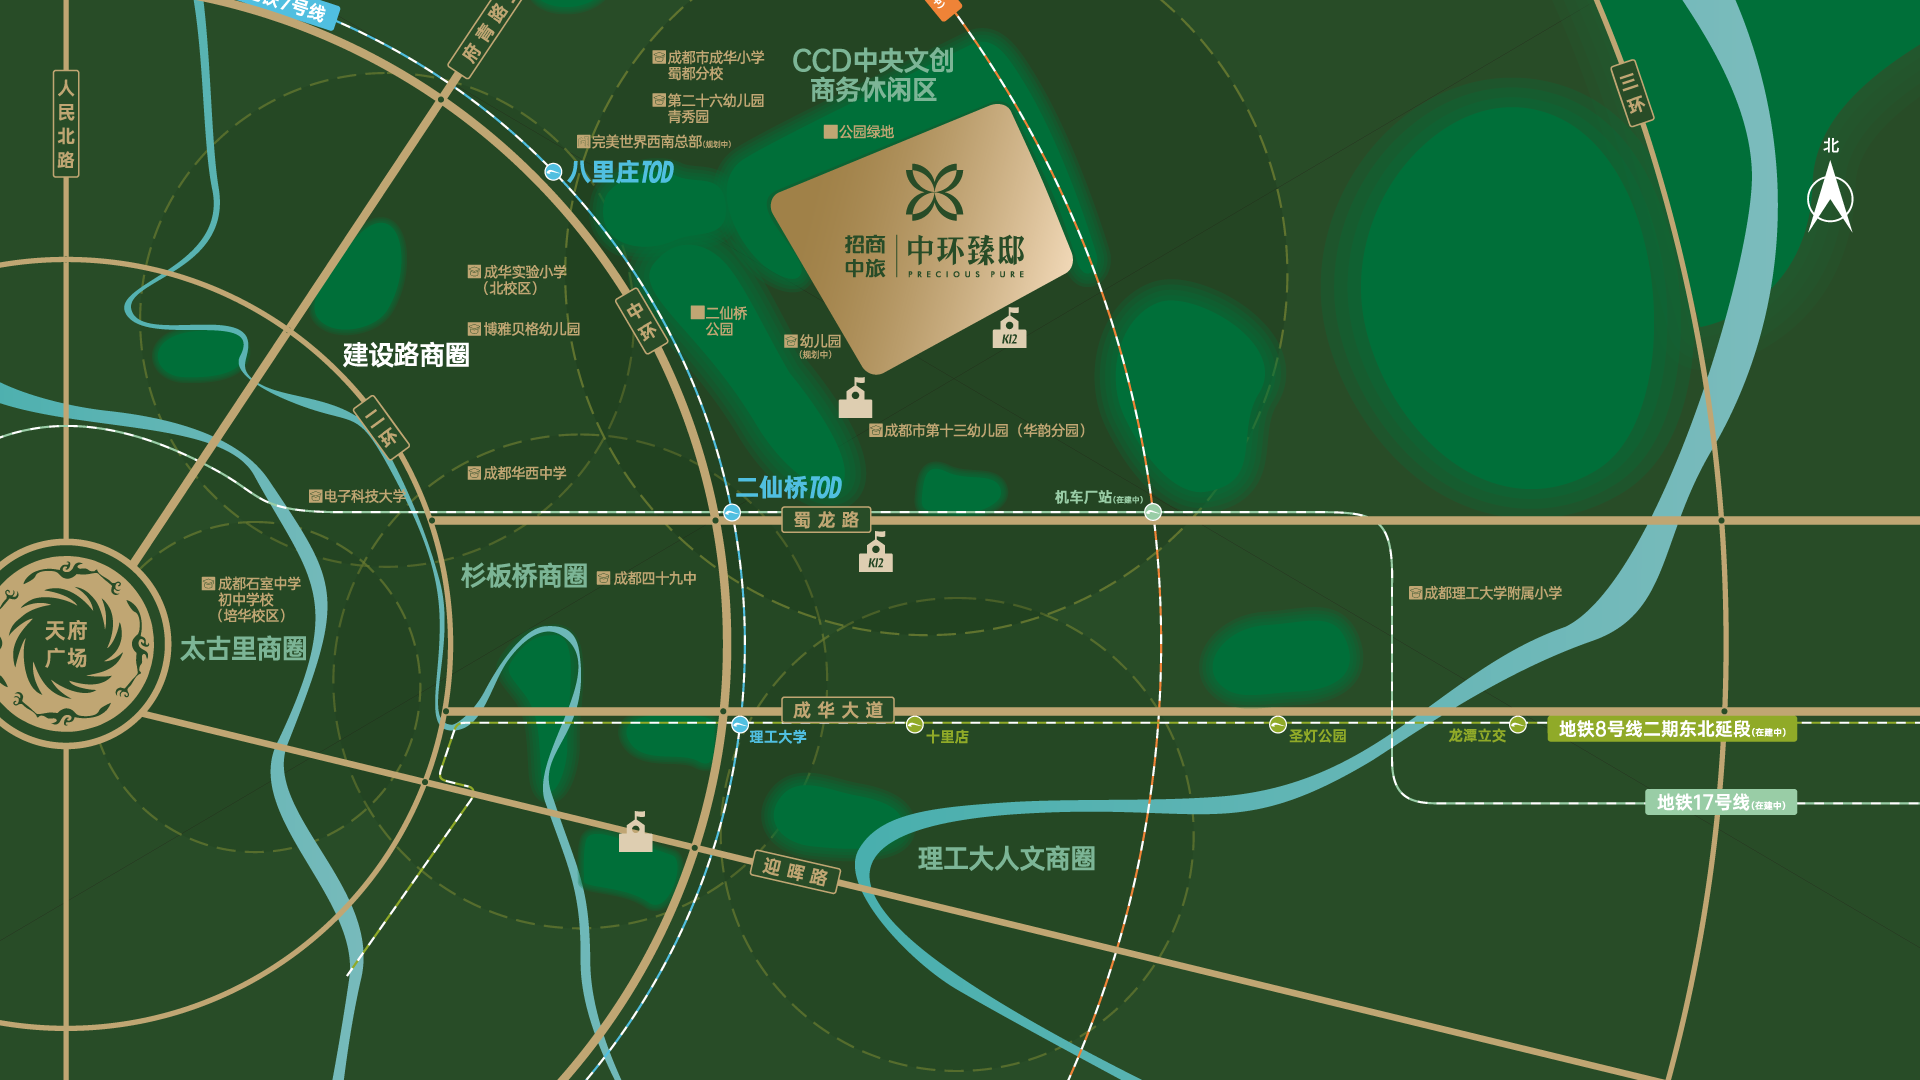 地铁7号线
府青路
人民北路
成都市成华小学
蜀都分校
第二十六幼儿园
青秀园
完美世界西南总部(规划中)
八里庄TOD
CCD中央文创
商务休闲区
公园绿地
招商
中旅
中环臻邸
PRECIOUS PURE
三环
北
成华实验小学
(北校区)
博雅贝格幼儿园
建设路商圈
中环
二仙桥
公园
幼儿园
(规划中)
K12
二环
成都市第十三幼儿园(华韵分园)
成都华西中学
电子科技大学
二仙桥TOD
机车厂站(在建中)
蜀龙路
K12
杉板桥商圈
成都四十九中
成都石室中学
初中学校
(培华校区)
太古里商圈
天府
广场
成都理工大学附属小学
成华大道
理工大学
十里店
圣灯公园
龙潭立交
地铁8号线二期东北延段(在建中)
地铁17号线(在建中)
迎晖路
理工大人文商圈